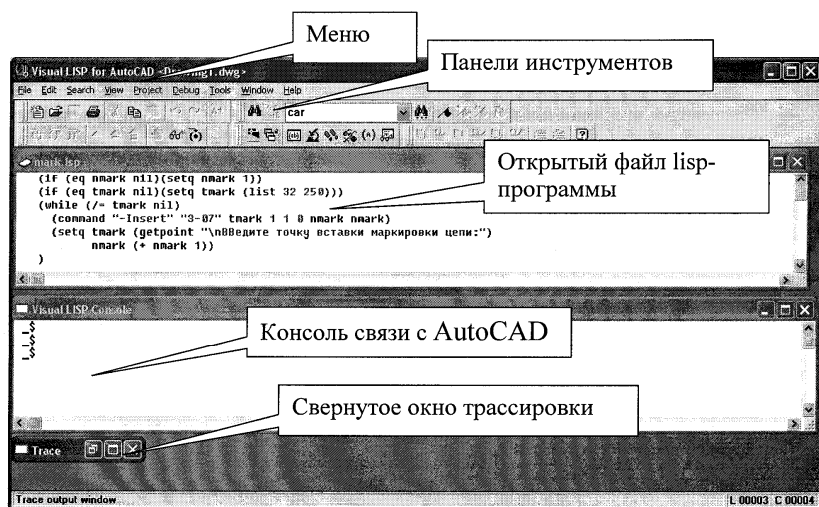 Меню
Панели инструментов
Visual LISP for AutoCAD <Drawing1.dwg>
File Edit Search View Project Debug Tools Window Help
car
mark.lsp
Открытый файл lisp-
программы
(if (eq nmark nil)(setq nmark 1))
(if (eq tmark nil)(setq tmark (list 32 250)))
(while (/= tmark nil)
(command "-Insert" "3-07" tmark 1 1 0 nmark nmark)
(setq tmark (getpoint "\nВведите точку вставки маркировки цепи:")
nmark (+ nmark 1))
)
Visual LISP Console
_$
_$
_$
Консоль связи с AutoCAD
Свернутое окно трассировки
Trace
Trace output window
L 00003 C 00004